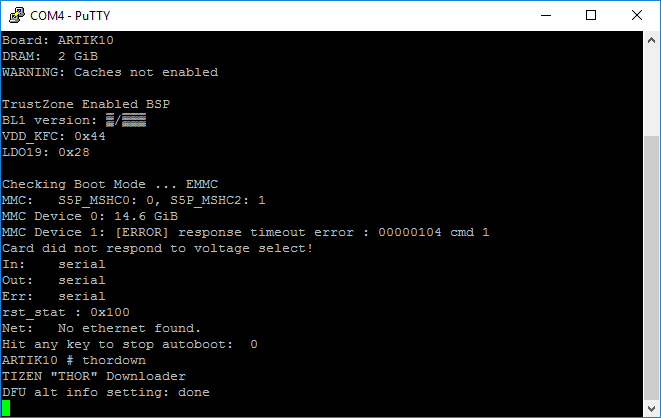 COM4 - PuTTY
Board: ARTIK10
DRAM:  2 GiB
WARNING: Caches not enabled
TrustZone Enabled BSP
BL1 version: ▒/▒▒▒
VDD_KFC: 0x44
LDO19: 0x28
Checking Boot Mode ... EMMC
MMC:   S5P_MSHC0: 0, S5P_MSHC2: 1
MMC Device 0: 14.6 GiB
MMC Device 1: [ERROR] response timeout error : 00000104 cmd 1
Card did not respond to voltage select!
In:    serial
Out:   serial
Err:   serial
rst_stat : 0x100
Net:   No ethernet found.
Hit any key to stop autoboot:  0
ARTIK10 # thordown
TIZEN "THOR" Downloader
DFU alt info setting: done